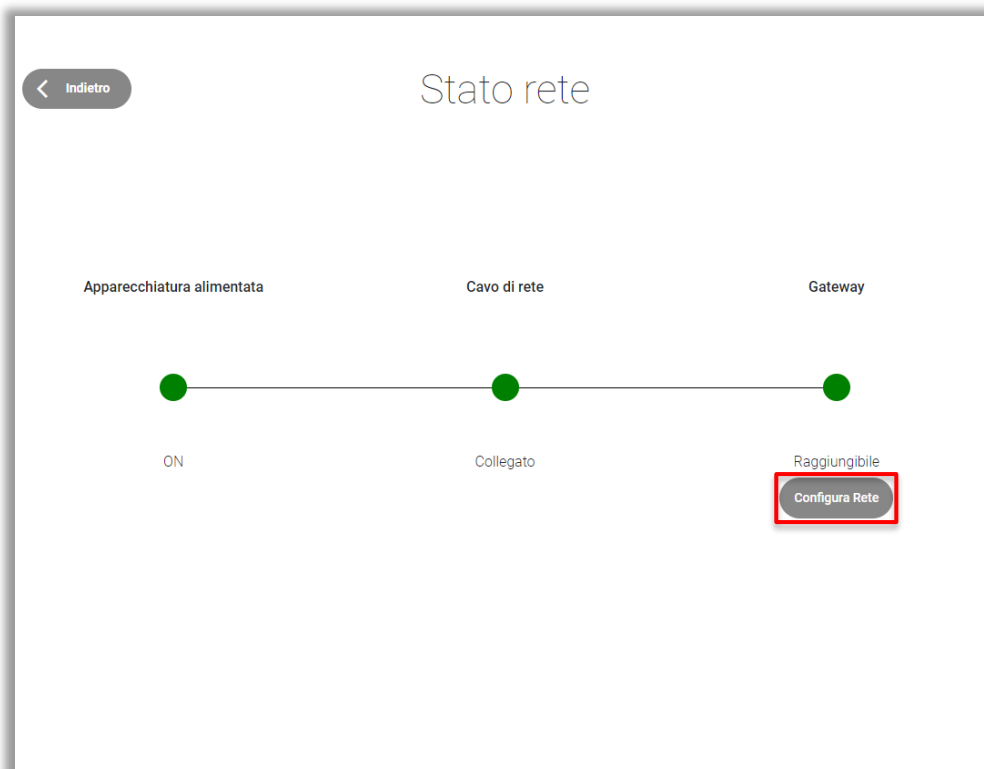 Indietro
Stato rete
Apparecchiatura alimentata
Cavo di rete
Gateway
ON
Collegato
Raggiungibile
Configura Rete